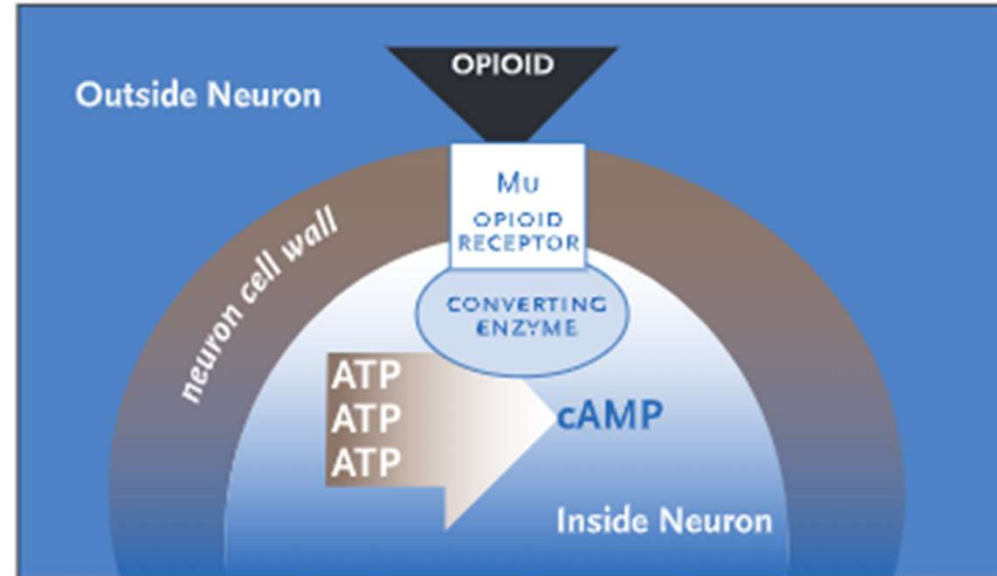 OPIOID
Outside Neuron
Mu
OPIOID
RECEPTOR
neuron cell wall
CONVERTING
ENZYME
ATP
ATP
ATP
cAMP
Inside Neuron